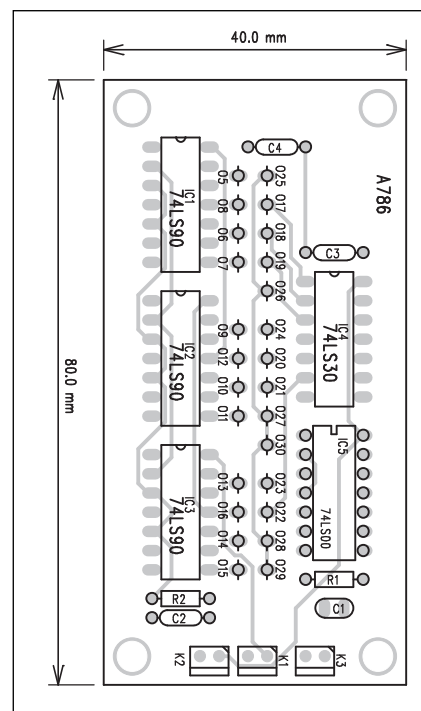 40.0 mm
80.0 mm
A786
C4
O5
O25
O8
O17
O6
O18
O7
O19
O26
IC1
74LS90
C3
O9
O24
O12
O20
O10
O21
O11
O27
O30
IC2
74LS90
IC4
74LS30
O13
O23
O16
O22
O14
O28
O15
O29
IC3
74LS90
IC5
74LS00
R1
C1
R2
C2
K2
K1
K3